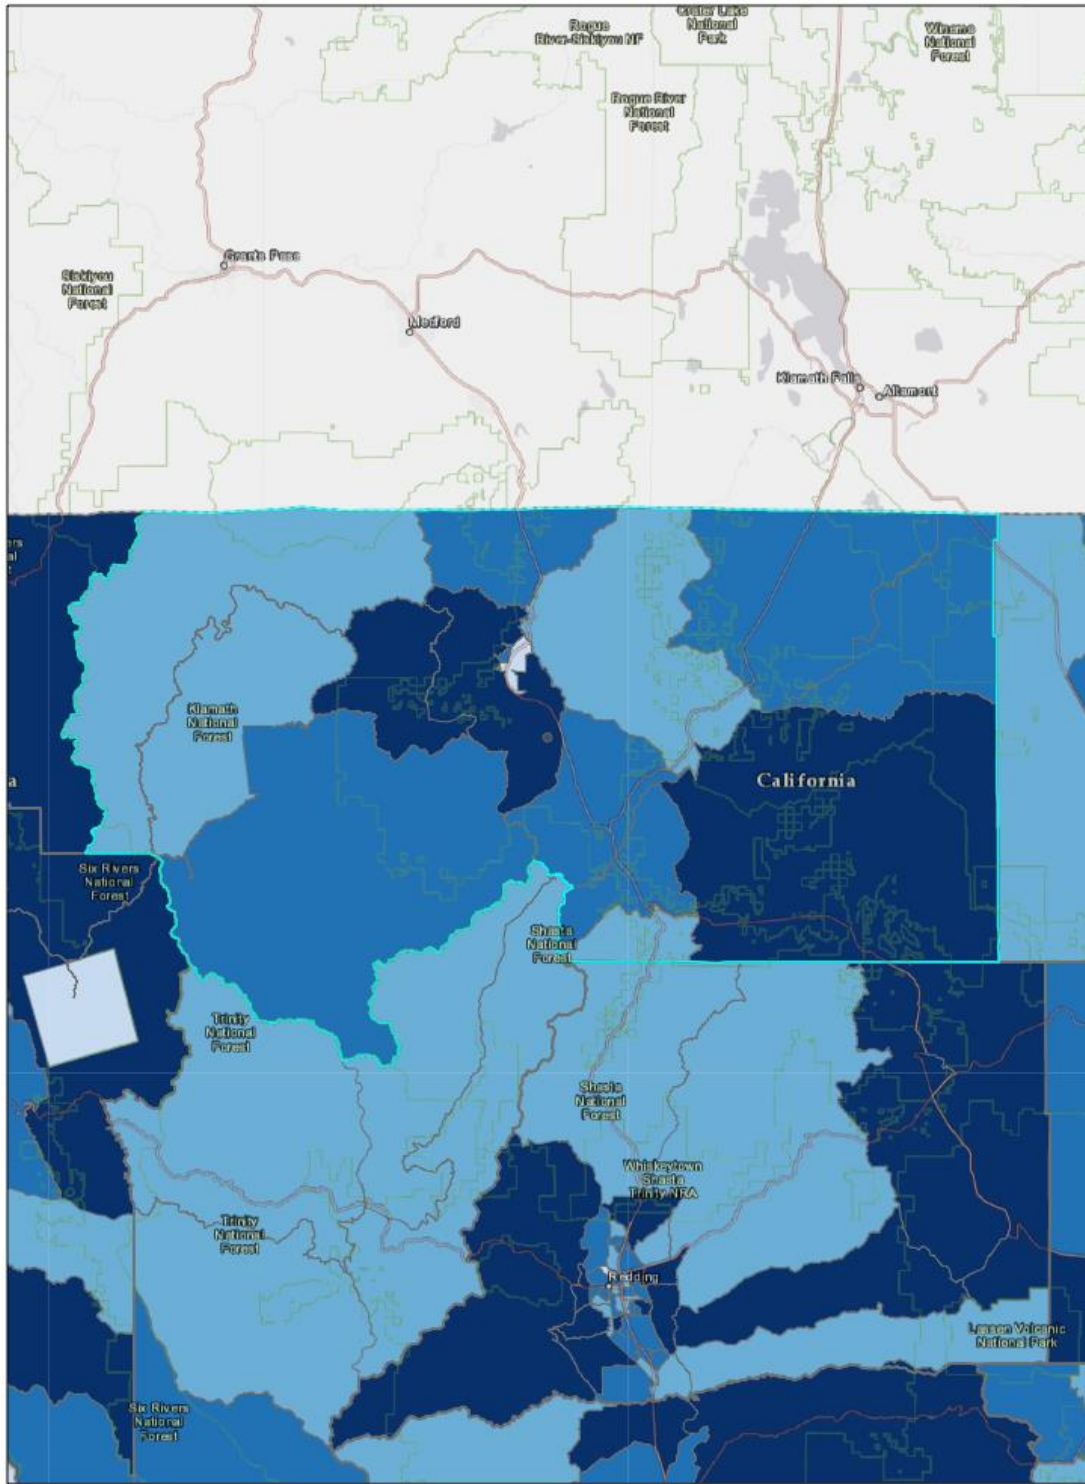 Crater Lake
National
Park
Rogue
River-Siskiyou NF
Winema
National
Forest
Rogue River
National
Forest
Grants Pass
Siskiyou
National
Forest
Medford
Klamath Falls
Altamont
Klamath
National
Forest
California
Six Rivers
National
Forest
Shasta
National
Forest
Trinity
National
Forest
Shasta
National
Forest
Whiskeytown
Shasta
Trinity NRA
Trinity
National
Forest
Redding
Lassen Volcanic
National Park
Six Rivers
National
Forest